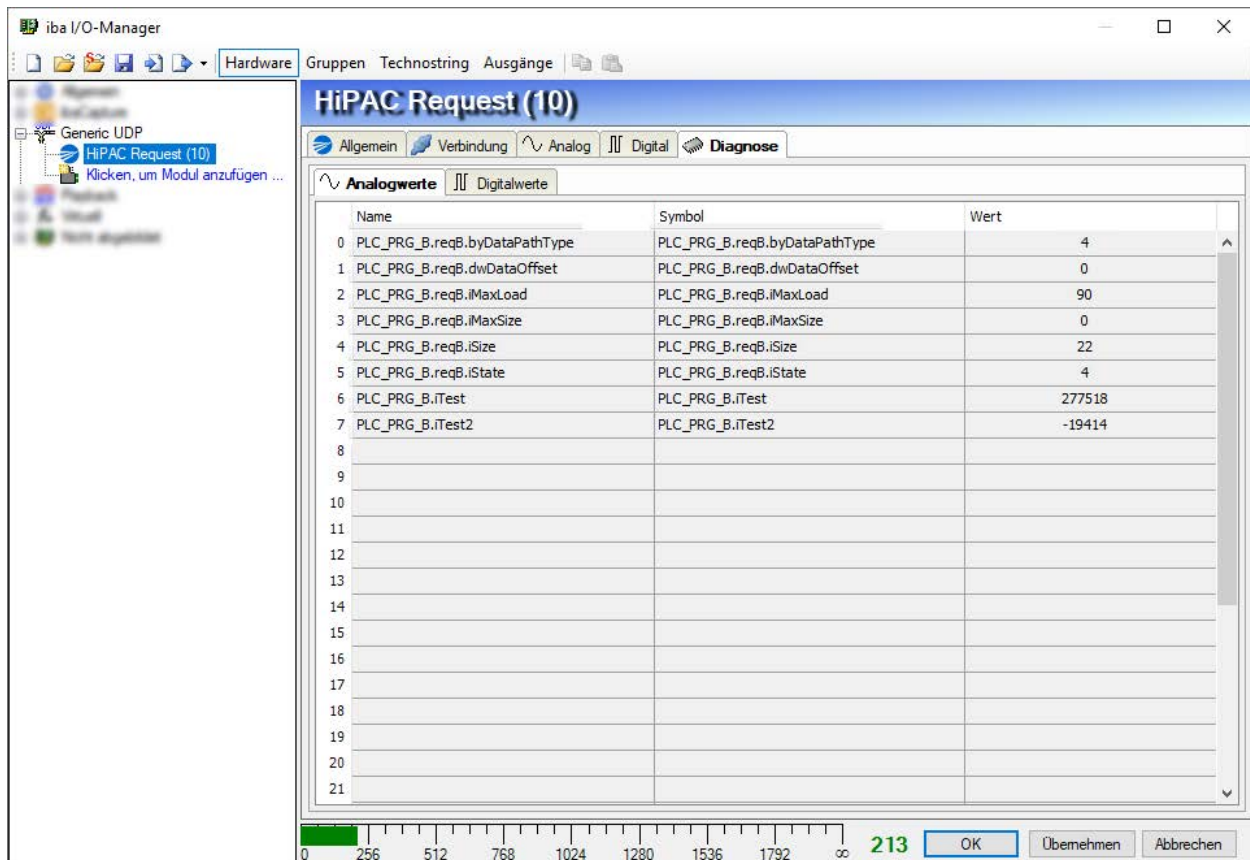 iba I/O-Manager
Hardware Gruppen Technostring Ausgänge
Generic UDP
HiPAC Request (10)
Klicken, um Modul anzufügen ...
HiPAC Request (10)
Allgemein Verbindung Analog Digital Diagnose
Analogwerte Digitalwerte
Name Symbol Wert
0 PLC_PRG_B.reqB.byDataPathType PLC_PRG_B.reqB.byDataPathType 4
1 PLC_PRG_B.reqB.dwDataOffset PLC_PRG_B.reqB.dwDataOffset 0
2 PLC_PRG_B.reqB.iMaxLoad PLC_PRG_B.reqB.iMaxLoad 90
3 PLC_PRG_B.reqB.iMaxSize PLC_PRG_B.reqB.iMaxSize 0
4 PLC_PRG_B.reqB.iSize PLC_PRG_B.reqB.iSize 22
5 PLC_PRG_B.reqB.iState PLC_PRG_B.reqB.iState 4
6 PLC_PRG_B.iTest PLC_PRG_B.iTest 277518
7 PLC_PRG_B.iTest2 PLC_PRG_B.iTest2 -19414
8
9
10
11
12
13
14
15
16
17
18
19
20
21
0 256 512 768 1024 1280 1536 1792 ∞ 213 OK Übernehmen Abbrechen